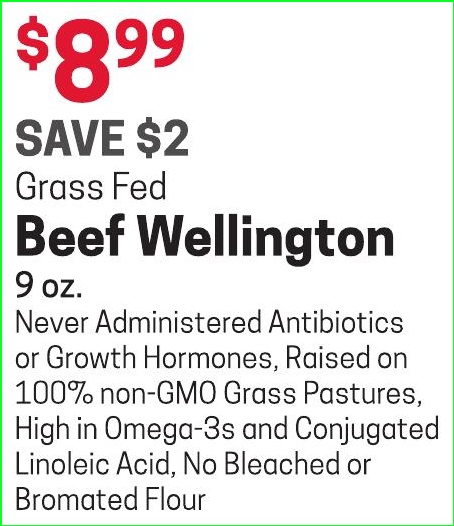 $8.99
SAVE $2
Grass Fed
Beef Wellington
9 oz.
Never Administered Antibiotics
or Growth Hormones, Raised on
100% non-GMO Grass Pastures,
High in Omega-3s and Conjugated
Linoleic Acid, No Bleached or
Bromated Flour